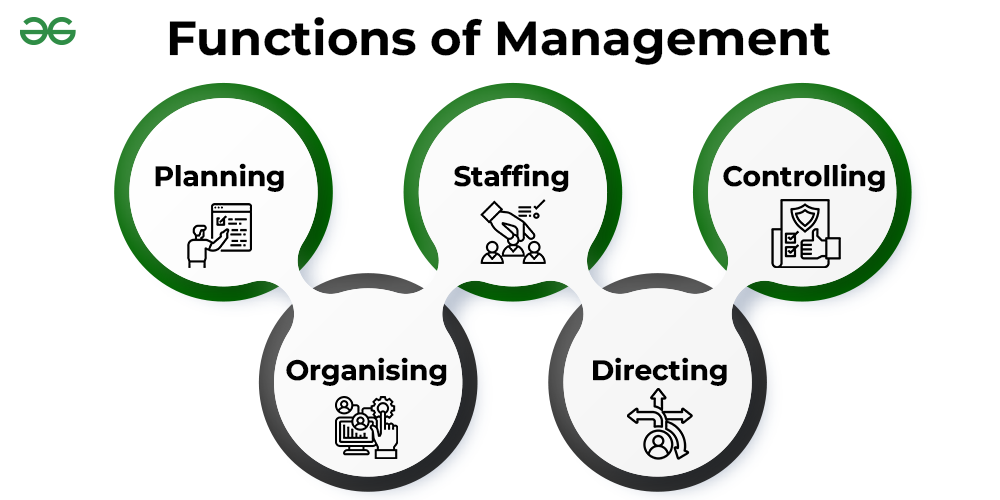 Functions of Management
Planning
Organising
Staffing
Directing
Controlling